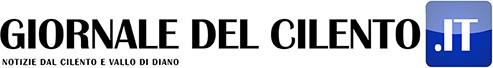 GIORNALE DEL CILENTO.IT
NOTIZIE DAL CILENTO E VALLO DI DIANO